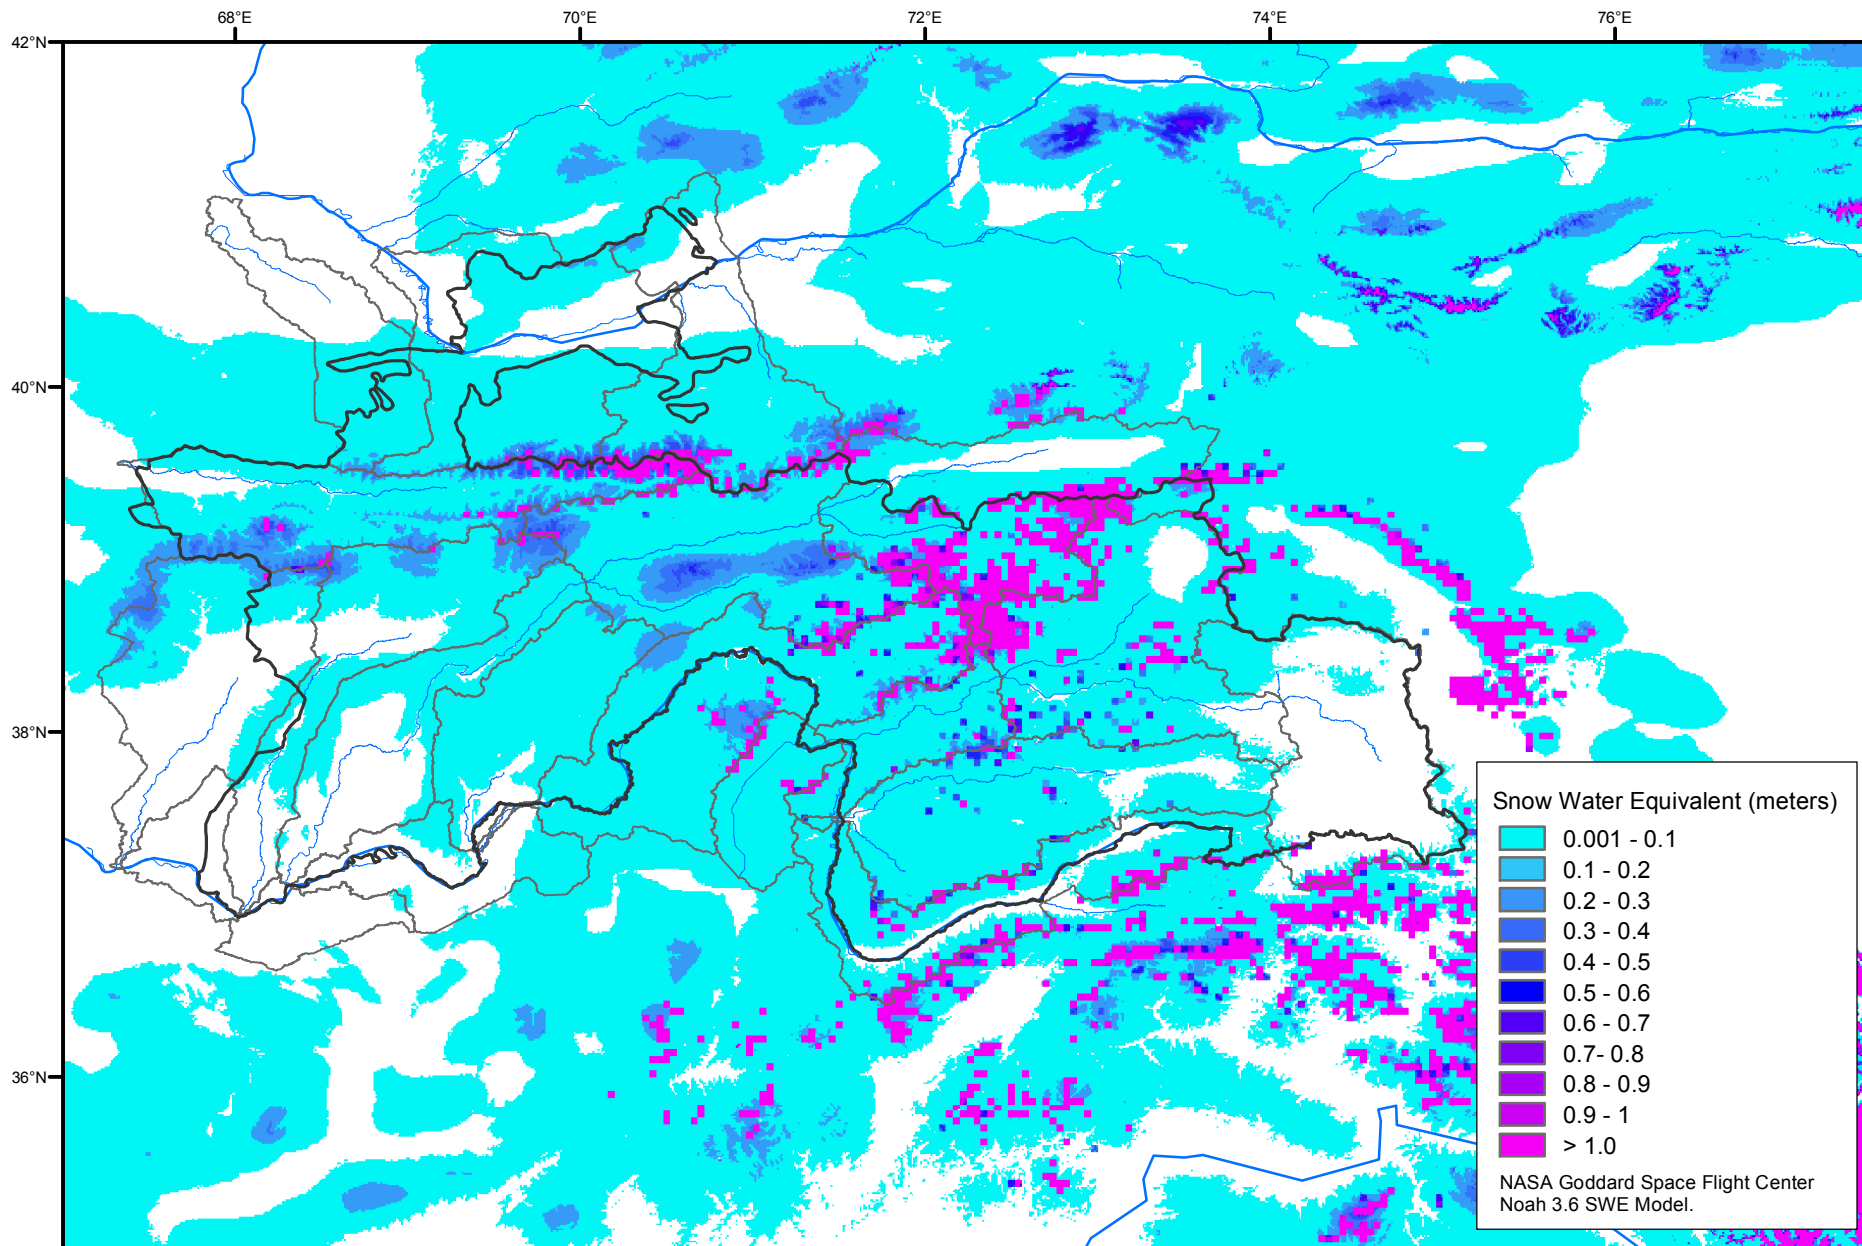 68°E
70°E
72°E
74°E
76°E
42°N
40°N
38°N
36°N
Snow Water Equivalent (meters)
0.001 - 0.1
0.1 - 0.2
0.2 - 0.3
0.3 - 0.4
0.4 - 0.5
0.5 - 0.6
0.6 - 0.7
0.7- 0.8
0.8 - 0.9
0.9 - 1
> 1.0
NASA Goddard Space Flight Center
Noah 3.6 SWE Model.